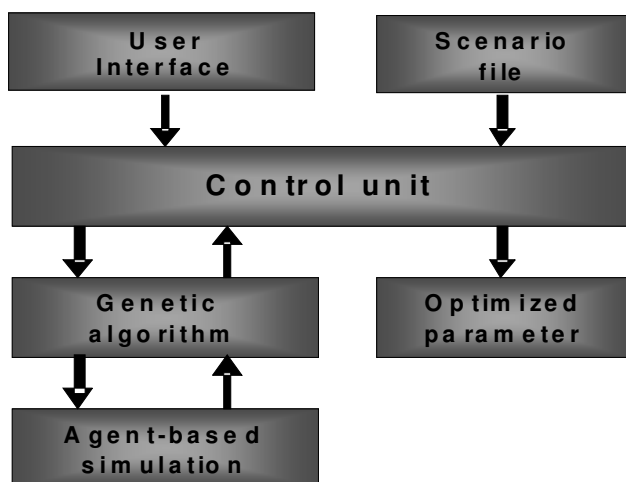 User
Interface
Scenario
file
Control unit
Genetic
algorithm
Optimized
parameter
Agent-based
simulation